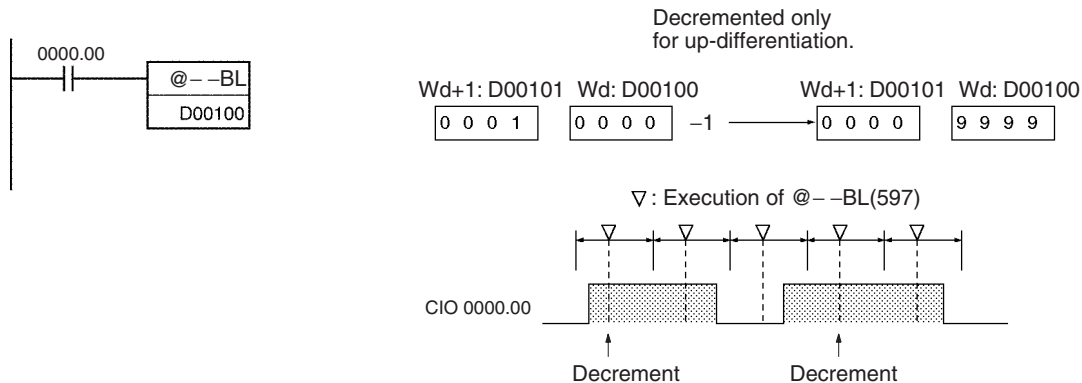 0000.00
@− −BL
D00100
Decremented only
for up-differentiation.
Wd+1: D00101 Wd: D00100 Wd+1: D00101 Wd: D00100
0 0 0 1 0 0 0 0 −1 0 0 0 0 9 9 9 9
▽: Execution of @− −BL(597)
CIO 0000.00
Decrement Decrement